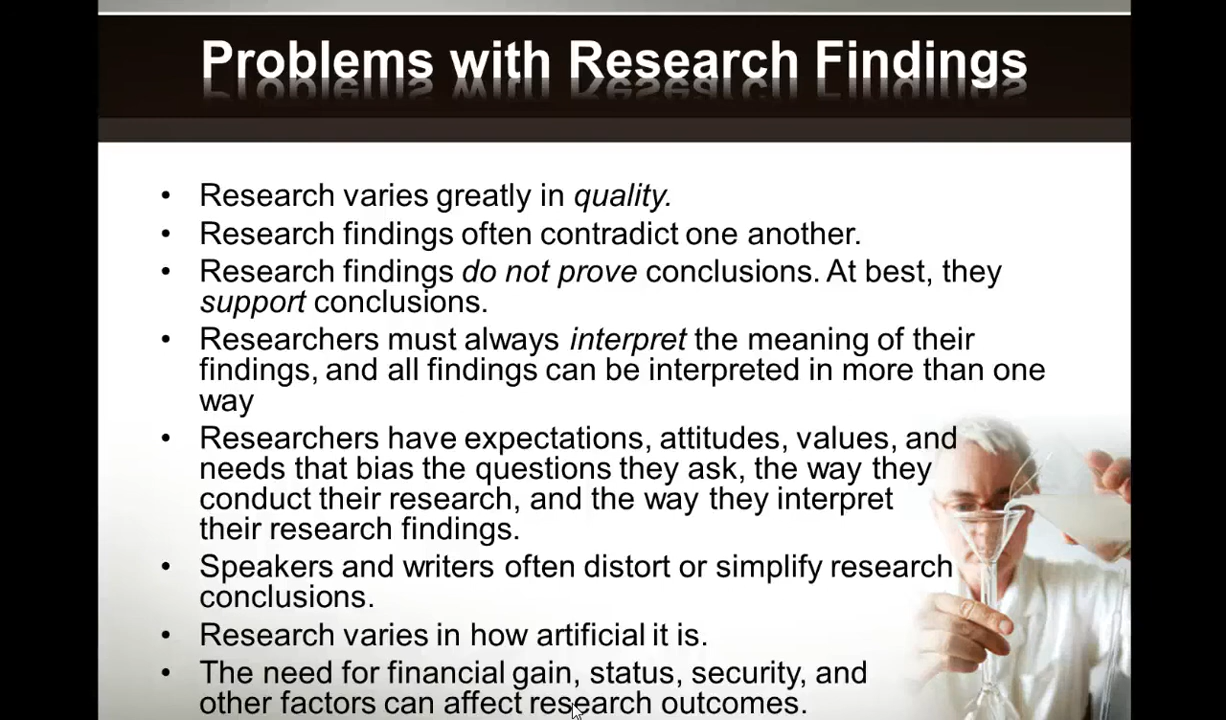 Problems with Research Findings
• Research varies greatly in quality.
• Research findings often contradict one another.
• Research findings do not prove conclusions. At best, they
support conclusions.
• Researchers must always interpret the meaning of their
findings, and all findings can be interpreted in more than one
way
• Researchers have expectations, attitudes, values, and
needs that bias the questions they ask, the way they
conduct their research, and the way they interpret
their research findings.
• Speakers and writers often distort or simplify research
conclusions.
• Research varies in how artificial it is.
• The need for financial gain, status, security, and
other factors can affect research outcomes.